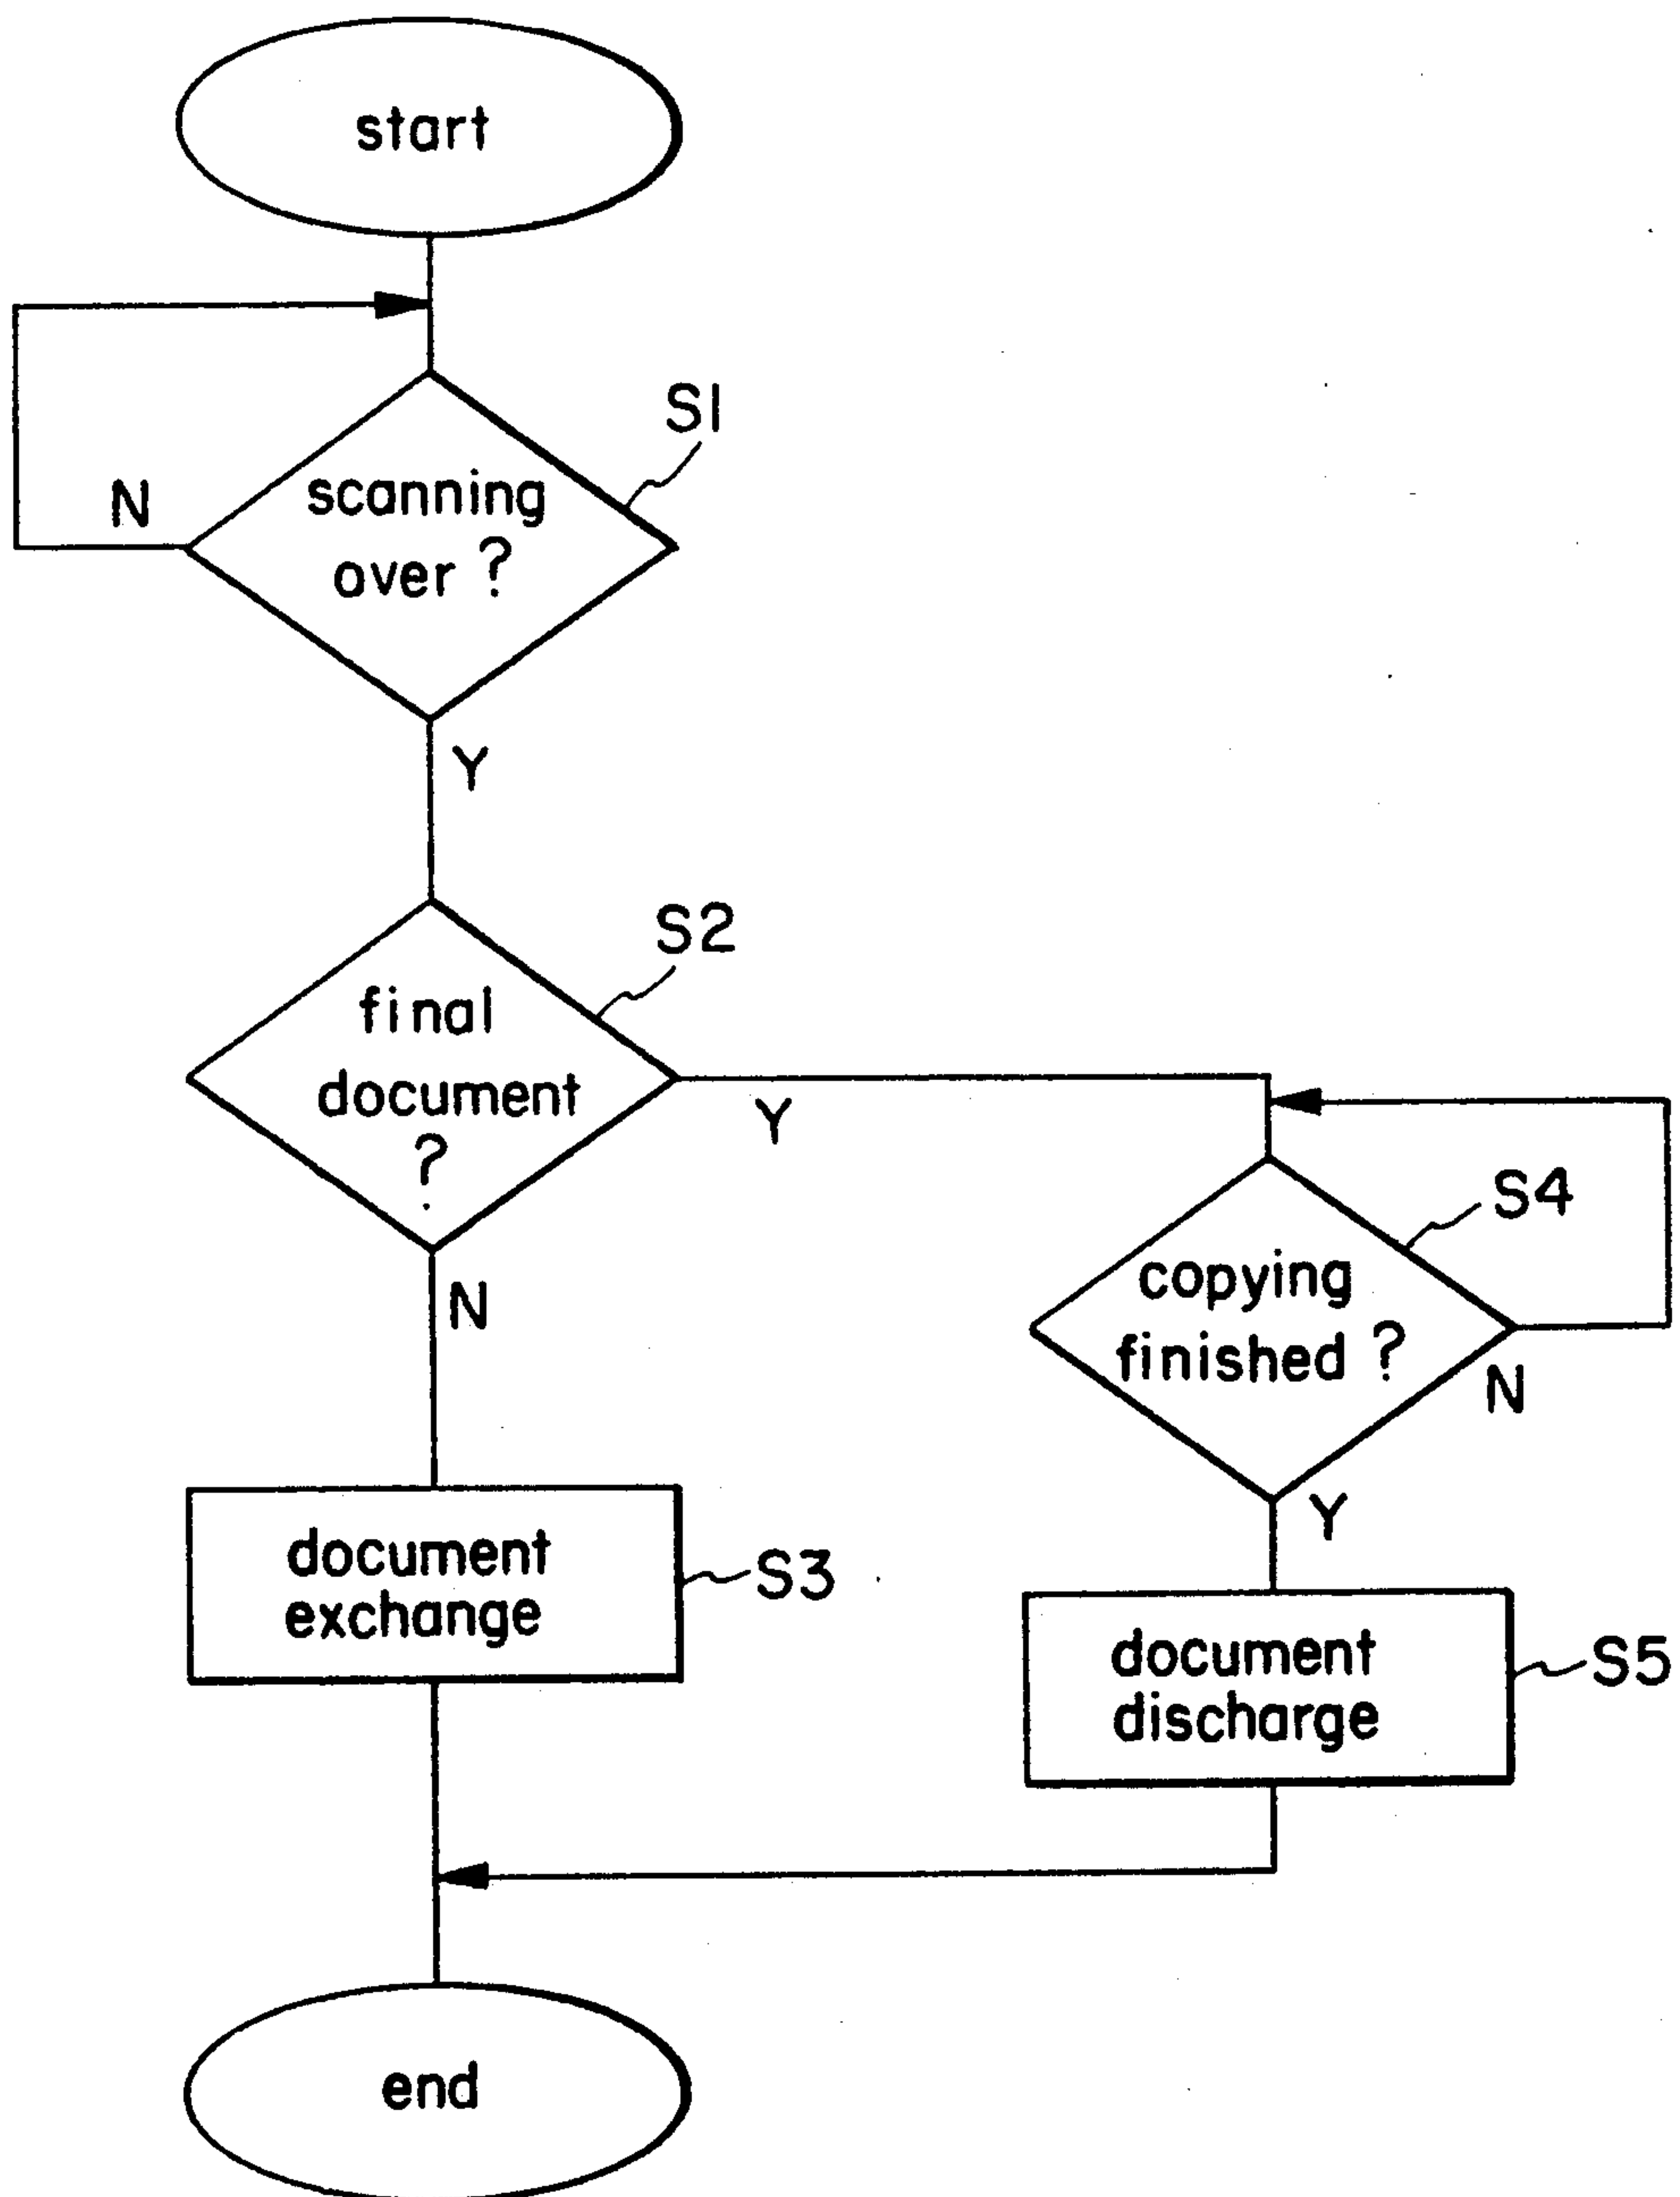 start
S1
scanning
over ?
N
Y
S2
final
document
?
Y
N
S4
copying
finished ?
N
Y
document
exchange
S3
document
discharge
S5
end